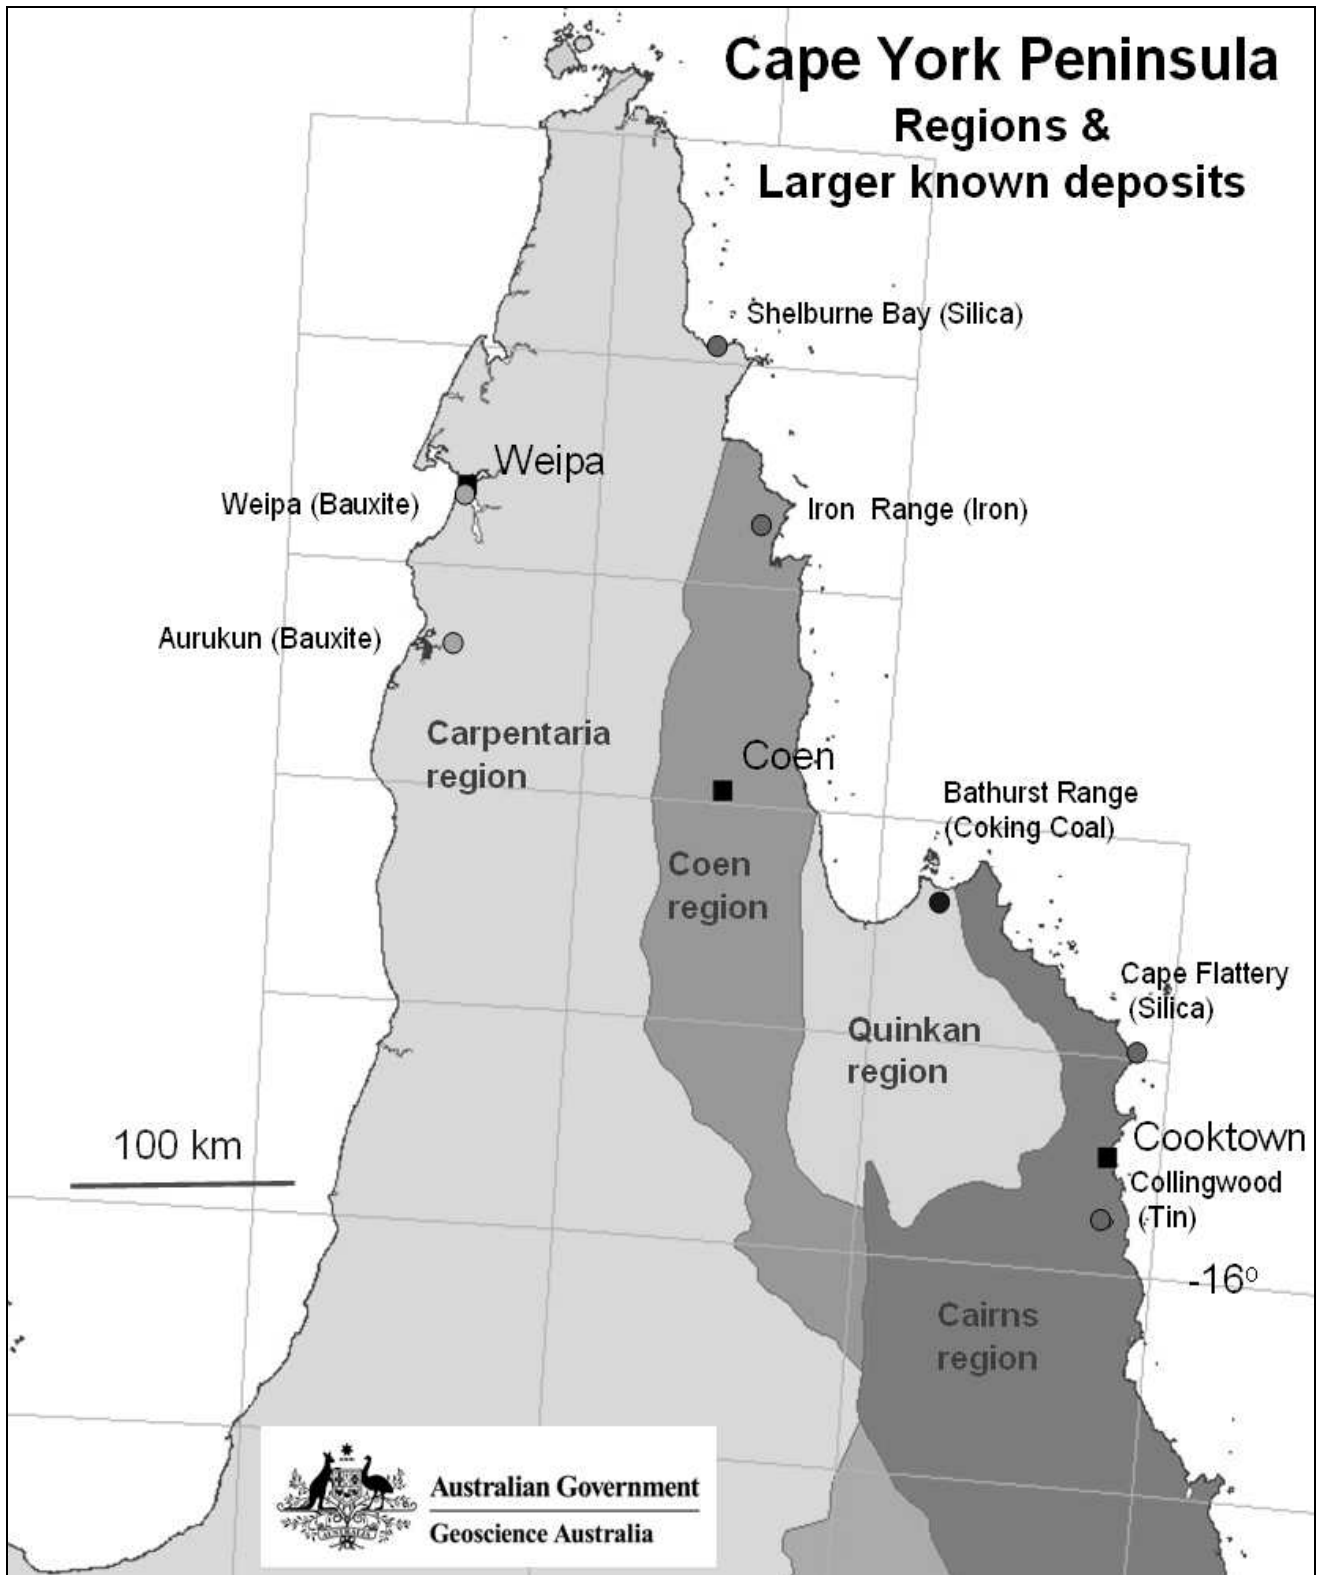 Cape York Peninsula
Regions &
Larger known deposits
Shelburne Bay (Silica)
Weipa
Weipa (Bauxite)
Iron Range (Iron)
Aurukun (Bauxite)
Carpentaria
region
Coen
Bathurst Range
(Coking Coal)
Coen
region
Cape Flattery
(Silica)
Quinkan
region
100 km
Cooktown
Collingwood
(Tin)
-16º
Cairns
region
AUSTRALIA
Australian Government
Geoscience Australia